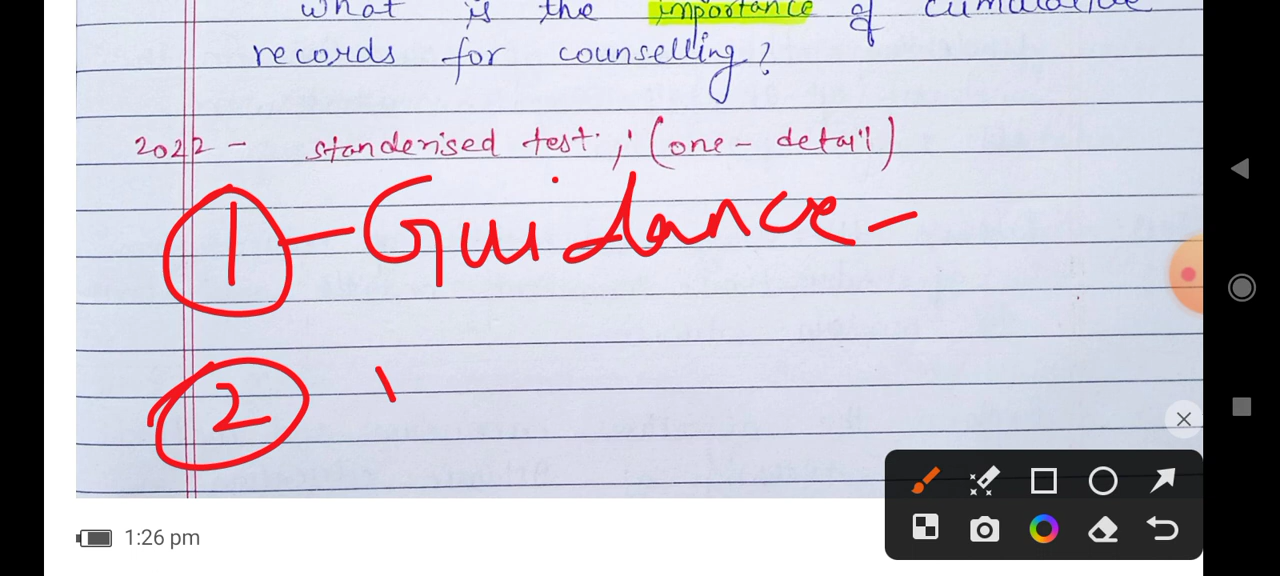 what is the importance of cumulative
records for counselling?
2022 - standerised test ; (one - detail)
1 - Guidance -
2
1:26 pm